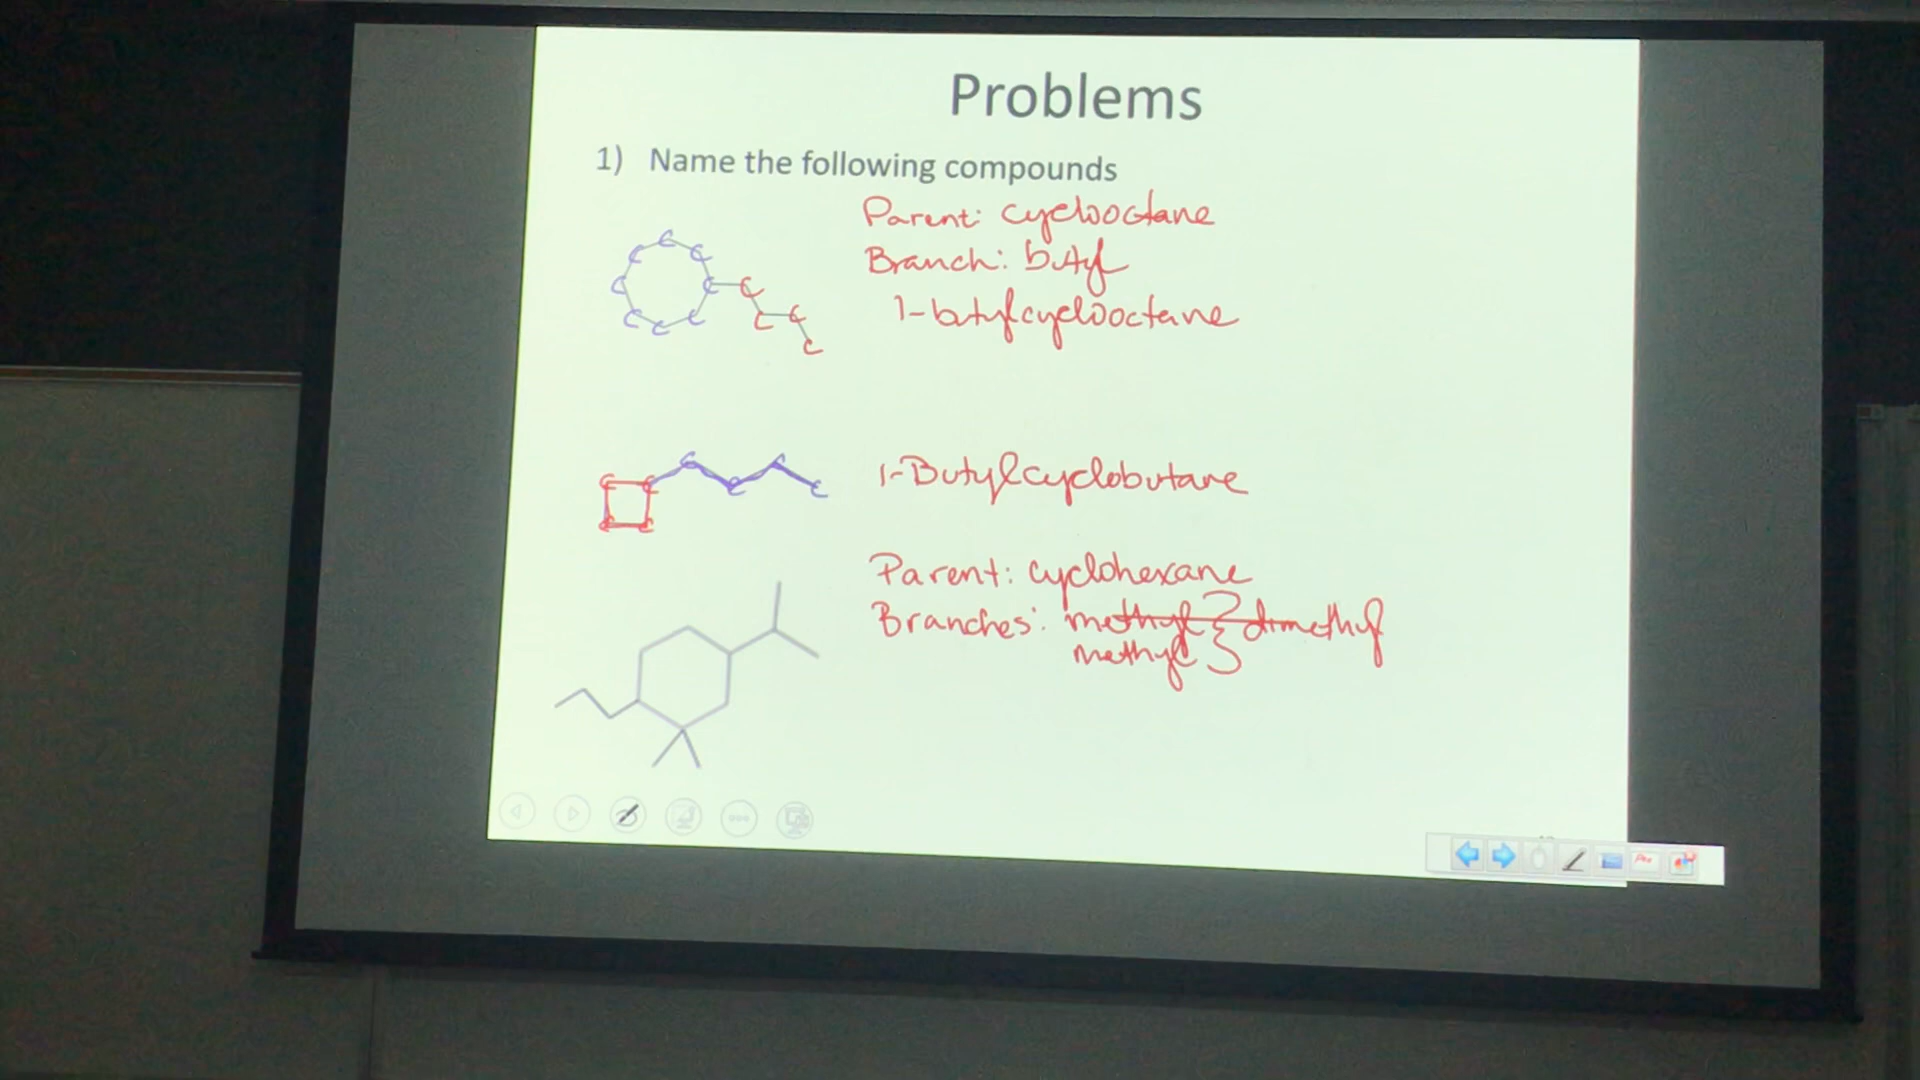 Problems
1) Name the following compounds
Parent: cyclooctane
Branch: butyl
1-butylcyclooctane
C C C C C C C C C C C C
1-Butylcyclobutane
C C C C C C C C
Parent: cyclohexane
Branches: methyl } dimethyl
methyl
Pen